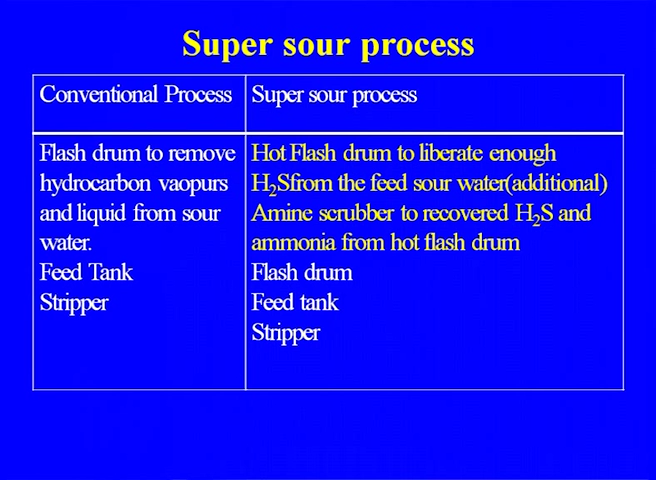 Super sour process
Conventional Process
Super sour process
Flash drum to remove
hydrocarbon vaopurs
and liquid from sour
water.
Feed Tank
Stripper
Hot Flash drum to liberate enough
H₂Sfrom the feed sour water(additional)
Amine scrubber to recovered H₂S and
ammonia from hot flash drum
Flash drum
Feed tank
Stripper